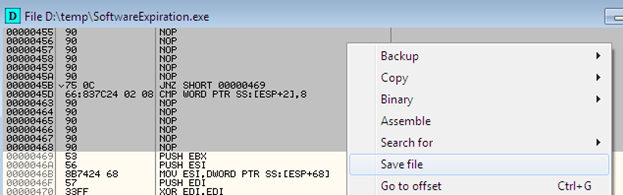 D File D:\temp\SoftwareExpiration.exe
00000455 90 NOP
00000456 90 NOP
00000457 90 NOP
00000458 90 NOP
00000459 90 NOP
0000045A 90 NOP
0000045B 75 0C JNZ SHORT 00000469
0000045D 66:837C24 02 08 CMP WORD PTR SS:[ESP+2],8
00000463 90 NOP
00000464 90 NOP
00000465 90 NOP
00000466 90 NOP
00000467 90 NOP
00000468 90 NOP
00000469 53 PUSH EBX
0000046A 56 PUSH ESI
0000046B 8B7424 68 MOV ESI,DWORD PTR SS:[ESP+68]
0000046F 57 PUSH EDI
00000470 33FF XOR EDI,EDI
Backup
Copy
Binary
Assemble
Search for
Save file
Go to offset Ctrl+G